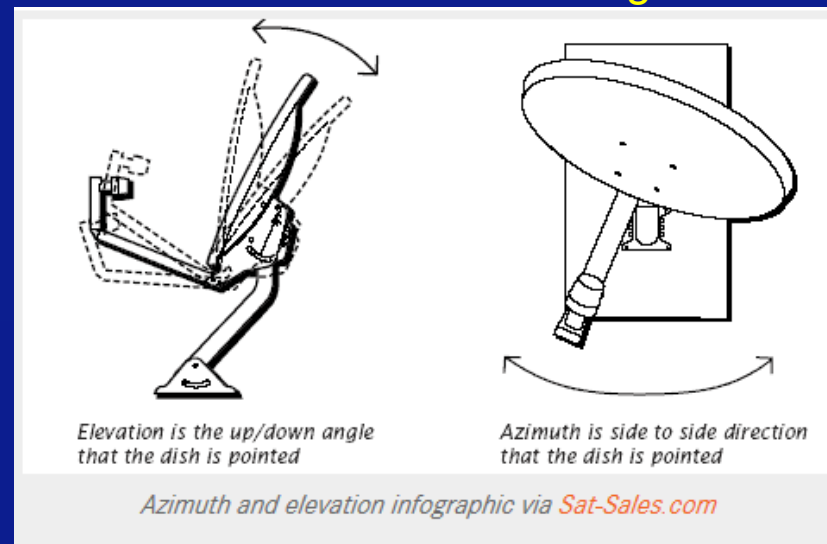 Elevation is the up/down angle
that the dish is pointed
Azimuth is side to side direction
that the dish is pointed
Azimuth and elevation infographic via Sat-Sales.com